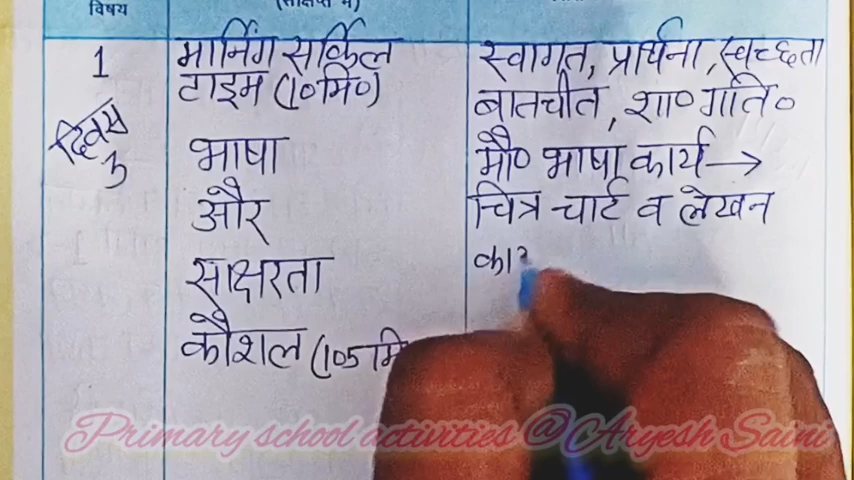 विषय
(संक्षिप्त में)
1
मार्निंग सर्किल
टाइम (10मि०)
स्वागत, प्रार्थना, स्वच्छता
बातचीत, शा० गति०
दिवस
3
भाषा
और
साक्षरता
कौशल (105 मि
मौ० भाषा कार्य→
चित्र चार्ट व लेखन
का
Primary school activities @Aryesh Saini